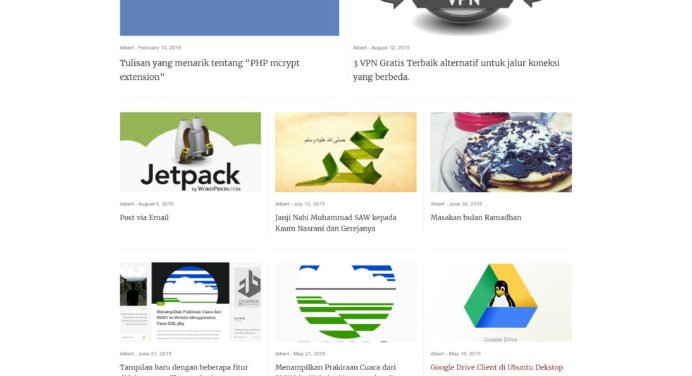 VPN
Albert - February 19, 2016
Albert - August 12, 2015
Tulisan yang menarik tentang “PHP mcrypt
extension”
3 VPN Gratis Terbaik alternatif untuk jalur koneksi
yang berbeda.
صلى الله عليه وسلم
Jetpack
by WORDPRESS.COM
Albert - August 6, 2015
Albert - July 12, 2015
Albert - June 30, 2015
Post via Email
Janji Nabi Muhammad SAW kepada
Kaum Nasrani dan Gerejanya
Masakan bulan Ramadhan
Menampilkan Prakiraan Cuaca dari
BMKG ke Website Menggunakan
Parse XML php
Google Drive
Albert - June 21, 2015
Albert - May 21, 2015
Albert - May 19, 2015
Tampilan baru dengan beberapa fitur
Menampilkan Prakiraan Cuaca dari
Google Drive Client di Ubuntu Dekstop